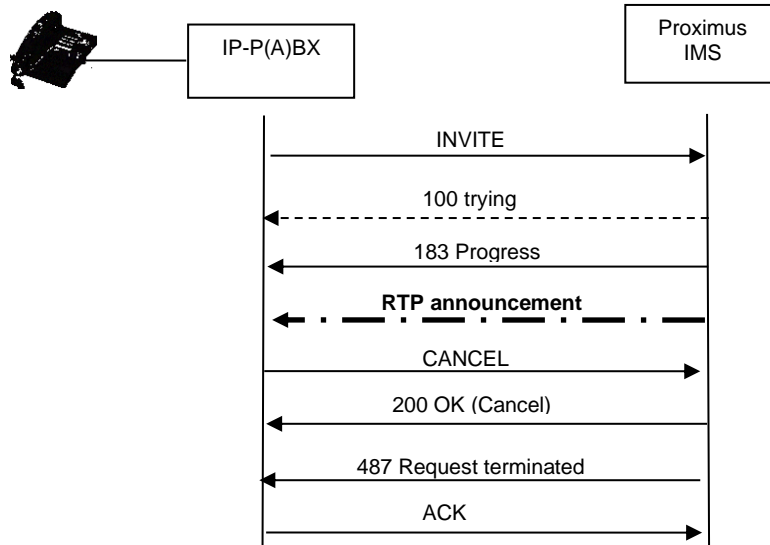 IP-P(A)BX
Proximus
IMS
INVITE
100 trying
183 Progress
RTP announcement
CANCEL
200 OK (Cancel)
487 Request terminated
ACK